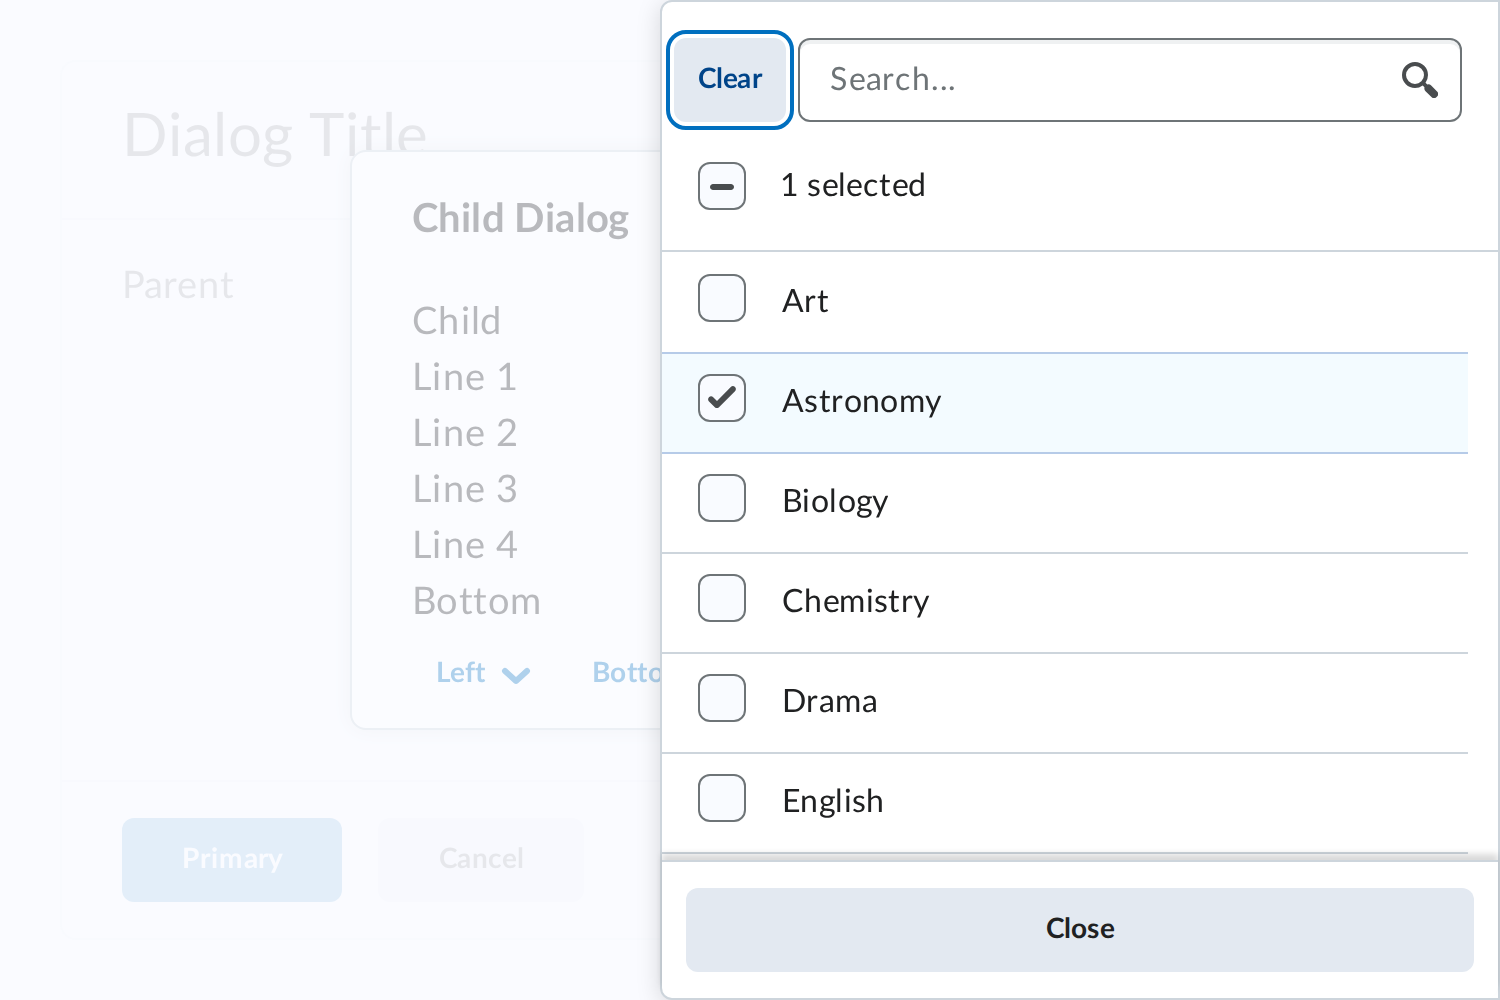 Dialog Title
Parent
Child Dialog
Child
Line 1
Line 2
Line 3
Line 4
Bottom
Left
Primary
Cancel
Clear
Search...
1 selected
Art
Astronomy
Biology
Chemistry
Drama
English
Close